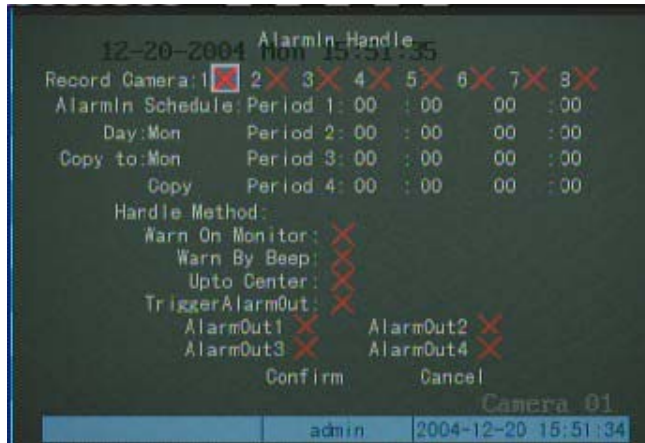 AlarmIn Handle
12-20-2004 Mon 15:51:35
Record Camera:1 2 3 4 5 6 7 8
AlarmIn Schedule:Period 1:00 :00 00 :00
Day:Mon Period 2:00 :00 00 :00
Copy to:Mon Period 3:00 :00 00 :00
Copy Period 4:00 :00 00 :00
Handle Method:
Warn On Monitor:
Warn By Beep:
Upto Center:
TriggerAlarmOut:
AlarmOut1 AlarmOut2
AlarmOut3 AlarmOut4
Confirm Cancel
Camera 01
admin 2004-12-20 15:51:34